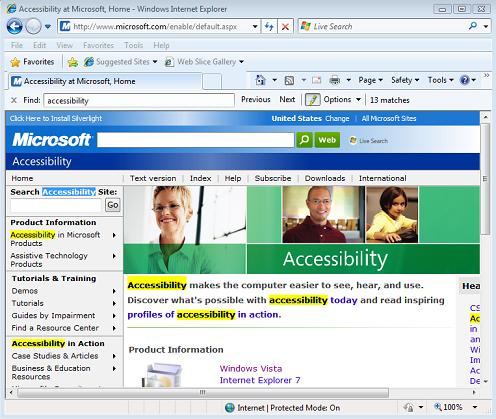 Accessibility at Microsoft, Home - Windows Internet Explorer
http://www.microsoft.com/enable/default.aspx
Live Search
File Edit View Favorites Tools Help
Favorites Suggested Sites Web Slice Gallery
Accessibility at Microsoft, Home
Page Safety Tools
Find: accessibility Previous Next Options 13 matches
Click Here to Install Silverlight United States Change | All Microsoft Sites
Microsoft Web Live Search
Accessibility
Home | Text version | Index | Help | Subscribe | Downloads | International
Search Accessibility Site:
Go
Product Information
Accessibility in Microsoft
Products
Assistive Technology
Products
Tutorials & Training
Demos
Tutorials
Guides by Impairment
Find a Resource Center
Accessibility in Action
Case Studies & Articles
Business & Education
Resources
Accessibility
Accessibility makes the computer easier to see, hear, and use.
Discover what's possible with accessibility today and read inspiring
profiles of accessibility in action.
Product Information
Windows Vista
Internet Explorer 7
Hea
CS
Ac
in
an
Wi
Im
Ac
De
Internet | Protected Mode: On 100%